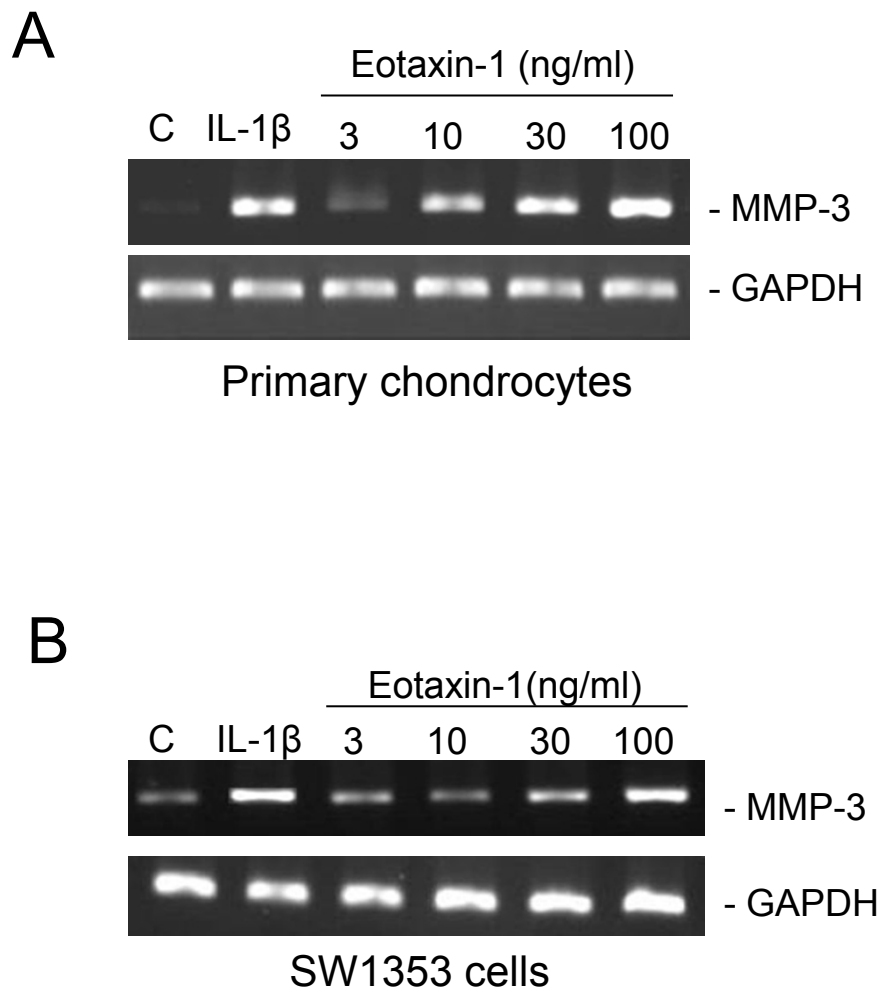 A
Eotaxin-1 (ng/ml)
C IL-1β 3 10 30 100
- MMP-3
- GAPDH
Primary chondrocytes
B
Eotaxin-1(ng/ml)
C IL-1β 3 10 30 100
- MMP-3
- GAPDH
SW1353 cells